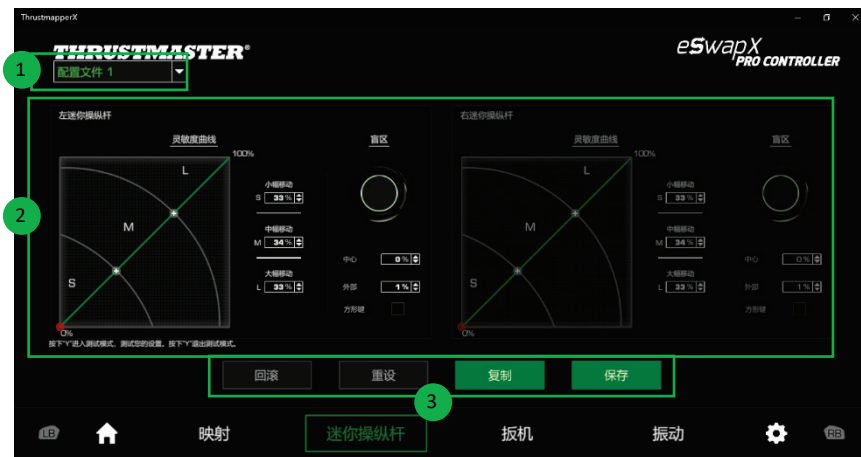 ThrustmapperX
THRUSTMASTER®
eSwapX
PRO CONTROLLER
1
配置文件 1
2
左迷你操纵杆
灵敏度曲线
盲区
100%
L
M
S
0%
小幅移动
S 33 %
中幅移动
M 34 %
大幅移动
L 33 %
中心 0 %
外部 1 %
方形键
按下"Y"进入测试模式，测试您的设置。按下"Y"退出测试模式。
右迷你操纵杆
灵敏度曲线
盲区
100%
L
M
S
0%
小幅移动
S 33 %
中幅移动
M 34 %
大幅移动
L 33 %
中心 0 %
外部 1 %
方形键
回滚 重设 复制 保存
3
LB 映射 迷你操纵杆 扳机 振动 RB